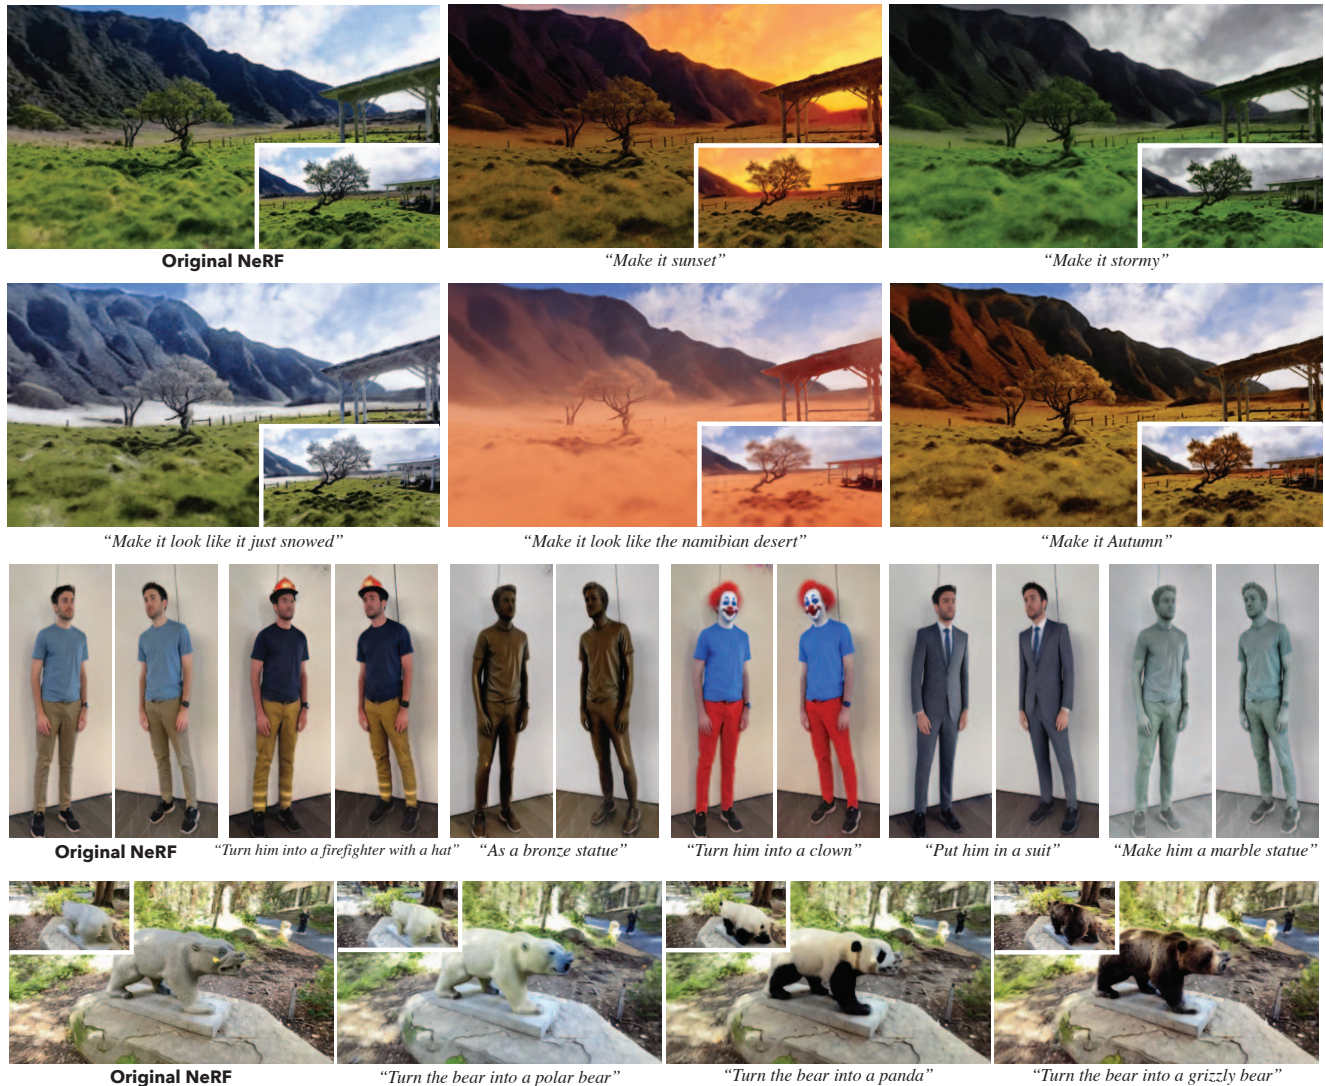 Original NeRF
“Make it sunset”
“Make it stormy”
“Make it look like it just snowed”
“Make it look like the namibian desert”
“Make it Autumn”
Original NeRF
“Turn him into a firefighter with a hat”
“As a bronze statue”
“Turn him into a clown”
“Put him in a suit”
“Make him a marble statue”
Original NeRF
“Turn the bear into a polar bear”
“Turn the bear into a panda”
“Turn the bear into a grizzly bear”